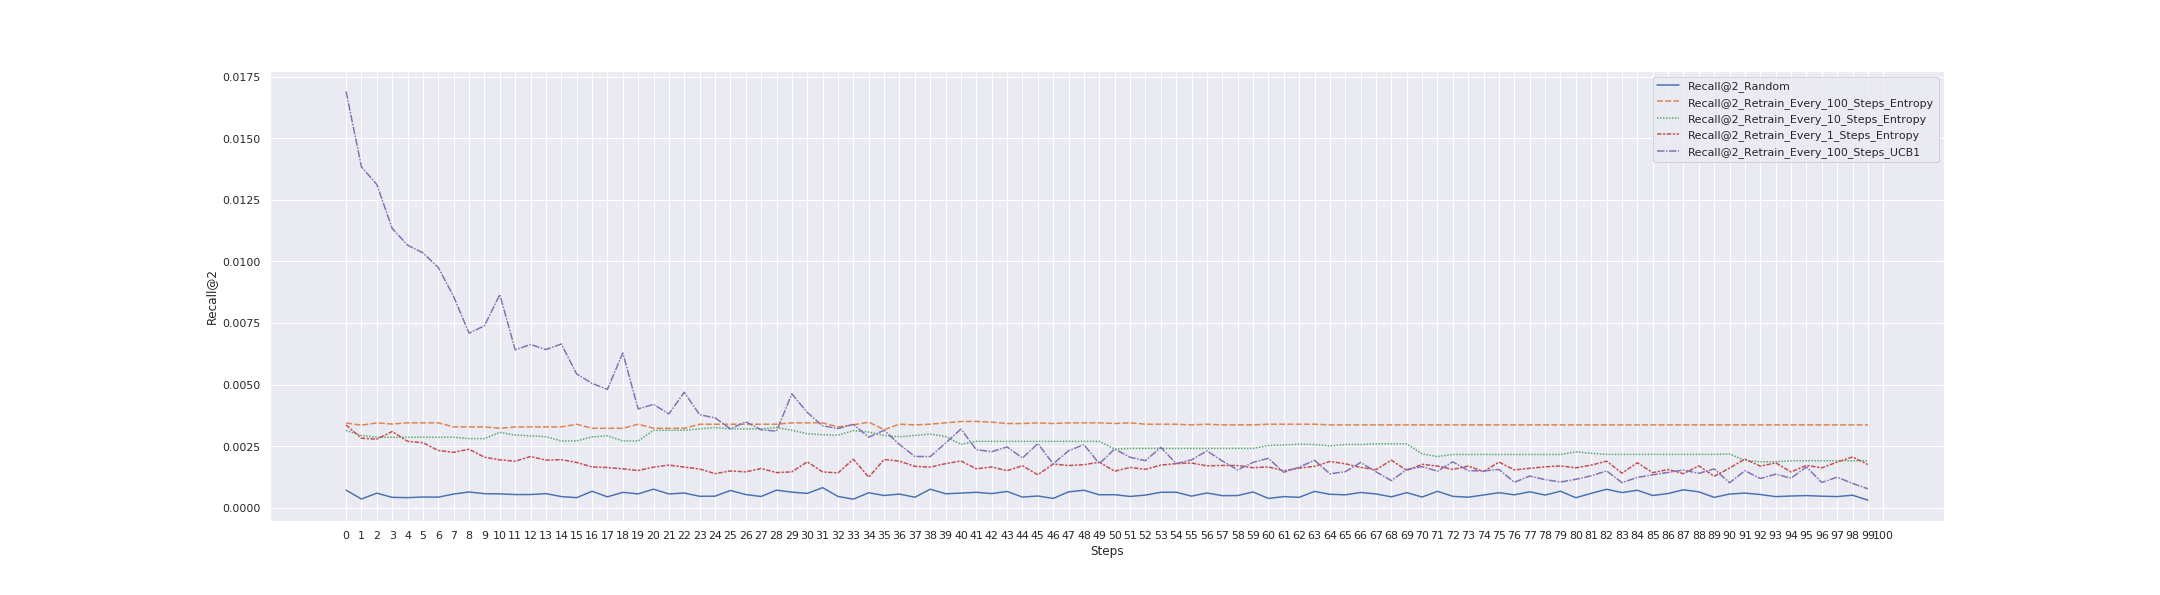 0.0175
0.0150
0.0125
0.0100
0.0075
0.0050
0.0025
0.0000
Recall@2
Recall@2_Random
Recall@2_Retrain_Every_100_Steps_Entropy
Recall@2_Retrain_Every_10_Steps_Entropy
Recall@2_Retrain_Every_1_Steps_Entropy
Recall@2_Retrain_Every_100_Steps_UCB1
0 1 2 3 4 5 6 7 8 9 10 11 12 13 14 15 16 17 18 19 20 21 22 23 24 25 26 27 28 29 30 31 32 33 34 35 36 37 38 39 40 41 42 43 44 45 46 47 48 49 50 51 52 53 54 55 56 57 58 59 60 61 62 63 64 65 66 67 68 69 70 71 72 73 74 75 76 77 78 79 80 81 82 83 84 85 86 87 88 89 90 91 92 93 94 95 96 97 98 99 100
Steps